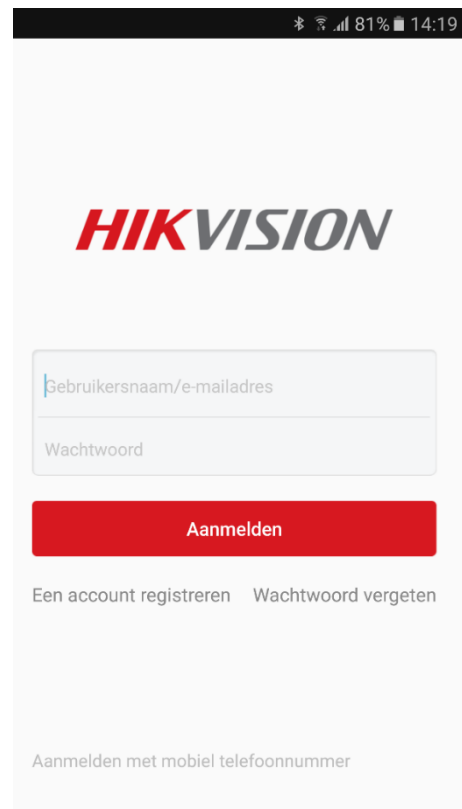 81% 14:19
HIKVISION
Gebruikersnaam/e-mailadres
Wachtwoord
Aanmelden
Een account registreren Wachtwoord vergeten
Aanmelden met mobiel telefoonnummer